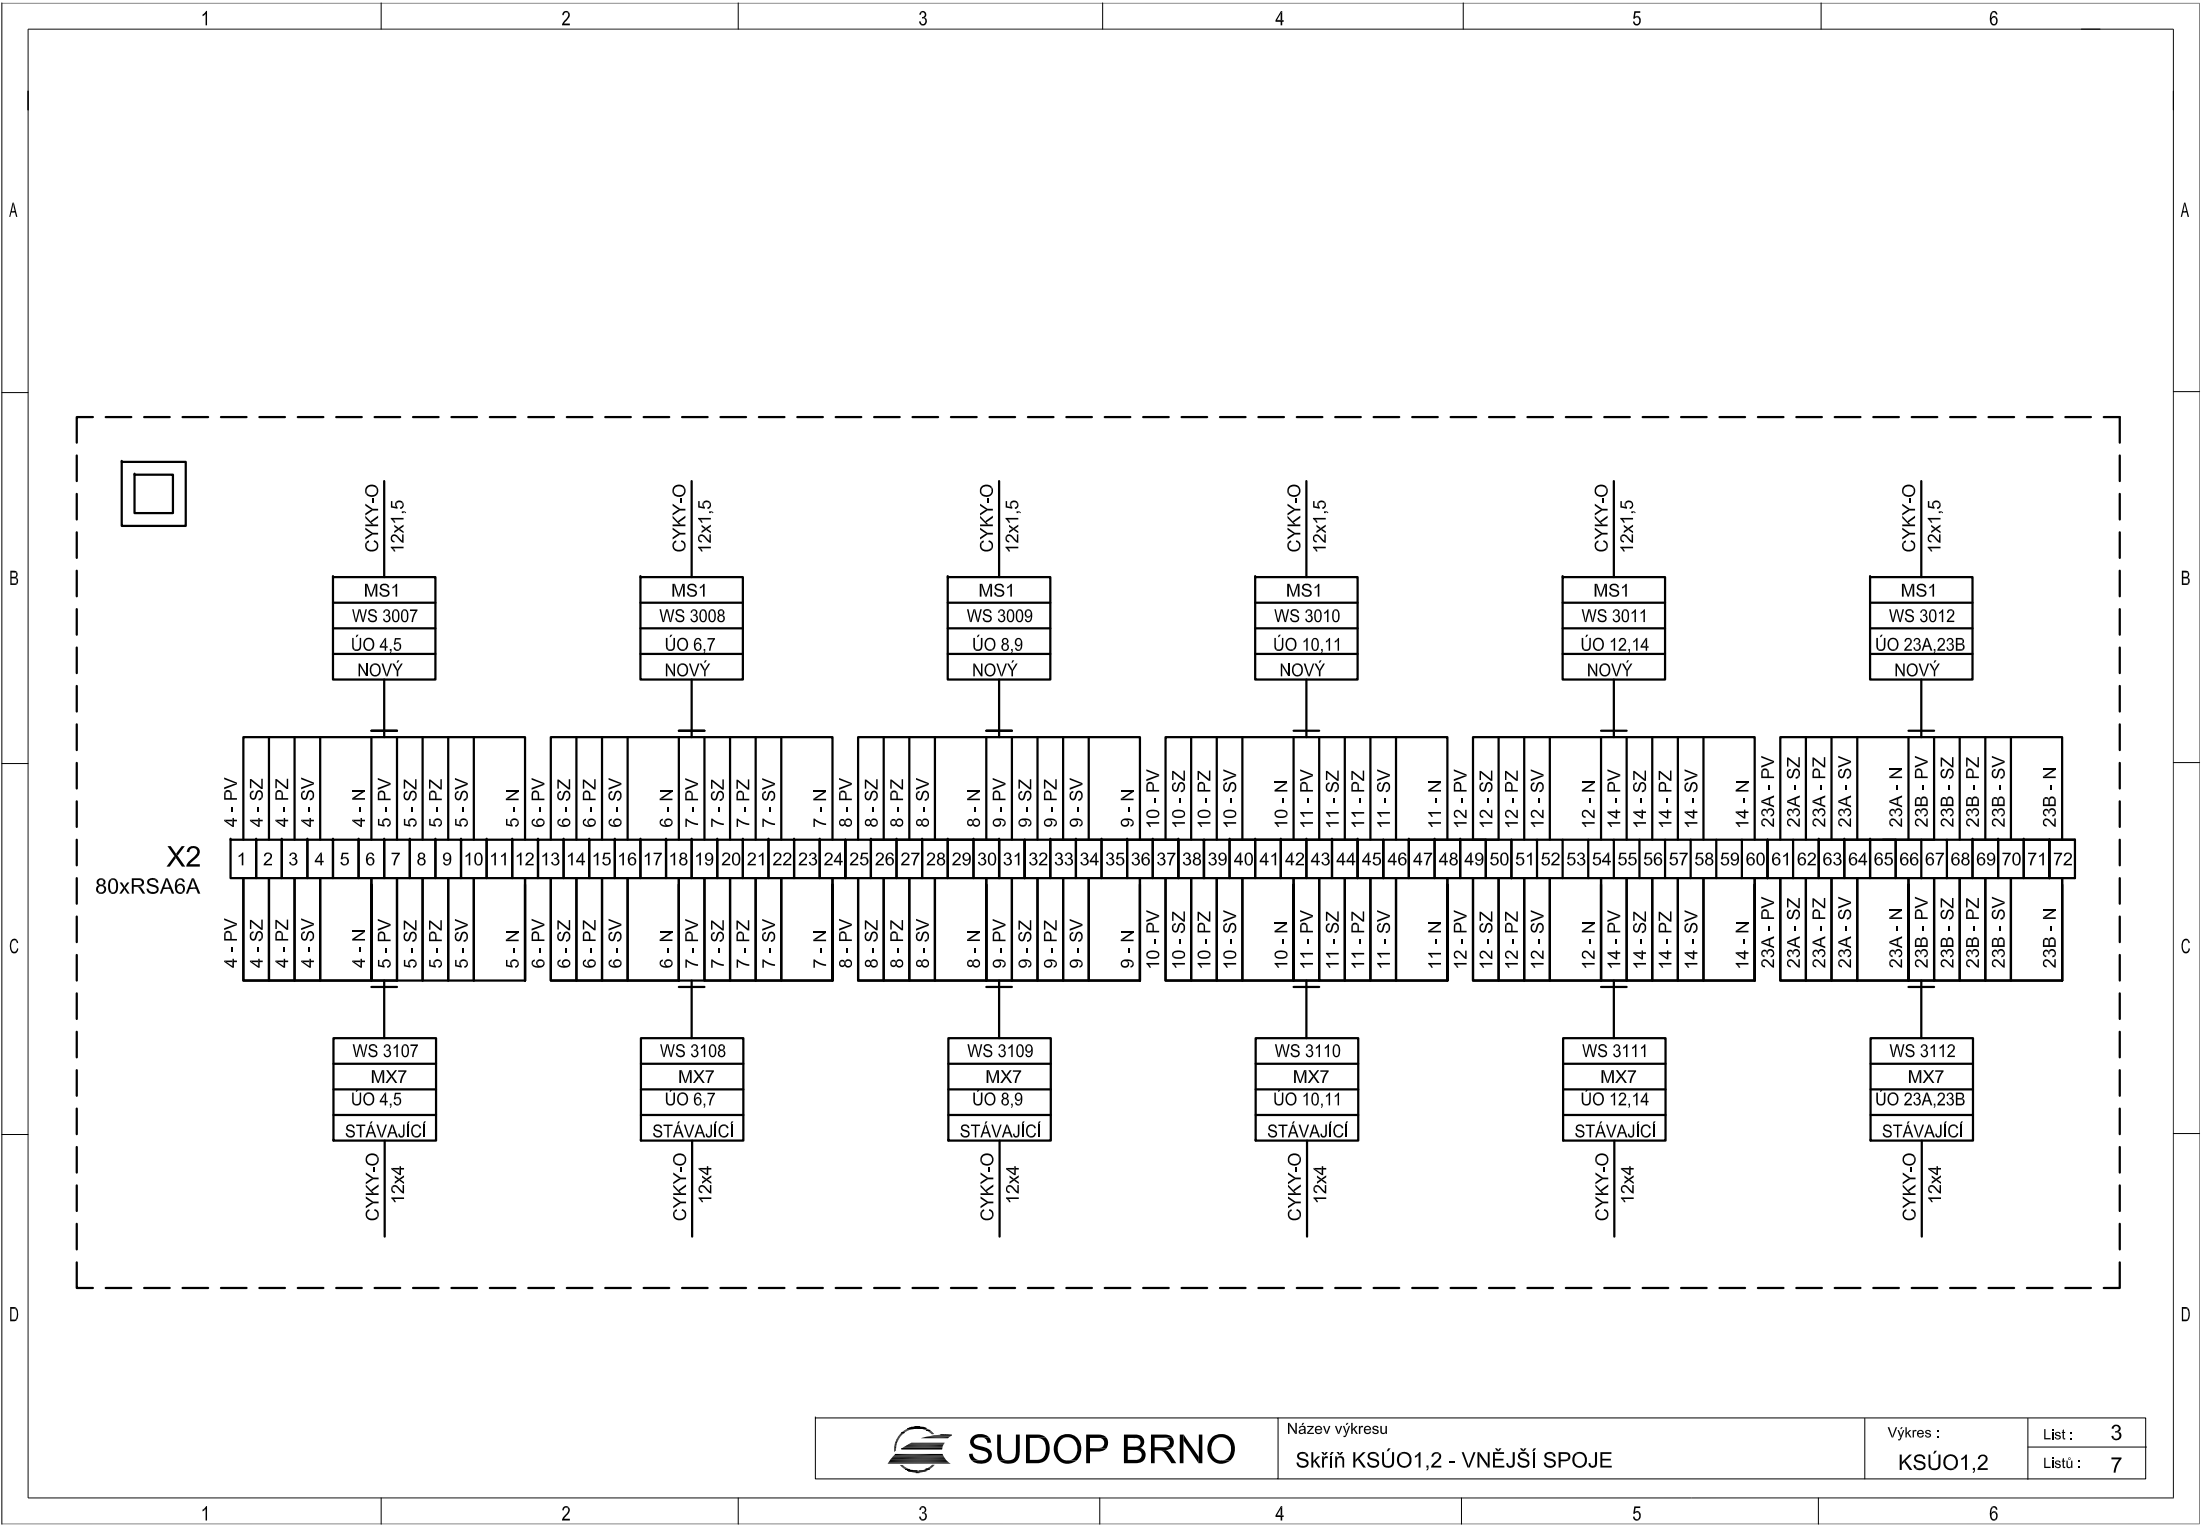 1 2 3 4 5 6
A A
CYKY-O 12x1,5 CYKY-O 12x1,5 CYKY-O 12x1,5 CYKY-O 12x1,5 CYKY-O 12x1,5 CYKY-O 12x1,5
B B
MS1 MS1 MS1 MS1 MS1 MS1
WS 3007 WS 3008 WS 3009 WS 3010 WS 3011 WS 3012
ÚO 4,5 ÚO 6,7 ÚO 8,9 ÚO 10,11 ÚO 12,14 ÚO 23A,23B
NOVÝ NOVÝ NOVÝ NOVÝ NOVÝ NOVÝ
4 - PV 4 - SZ 4 - PZ 4 - SV 4 - N 5 - PV 5 - SZ 5 - PZ 5 - SV 5 - N 6 - PV 6 - SZ 6 - PZ 6 - SV 6 - N 7 - PV 7 - SZ 7 - PZ 7 - SV 7 - N 8 - PV 8 - SZ 8 - PZ 8 - SV 8 - N 9 - PV 9 - SZ 9 - PZ 9 - SV 9 - N 10 - PV 10 - SZ 10 - PZ 10 - SV 10 - N 11 - PV 11 - SZ 11 - PZ 11 - SV 11 - N 12 - PV 12 - SZ 12 - PZ 12 - SV 12 - N 14 - PV 14 - SZ 14 - PZ 14 - SV 14 - N 23A - PV 23A - SZ 23A - PZ 23A - SV 23A - N 23B - PV 23B - SZ 23B - PZ 23B - SV 23B - N
X2 1 2 3 4 5 6 7 8 9 10 11 12 13 14 15 16 17 18 19 20 21 22 23 24 25 26 27 28 29 30 31 32 33 34 35 36 37 38 39 40 41 42 43 44 45 46 47 48 49 50 51 52 53 54 55 56 57 58 59 60 61 62 63 64 65 66 67 68 69 70 71 72
80xRSA6A
4 - PV 4 - SZ 4 - PZ 4 - SV 4 - N 5 - PV 5 - SZ 5 - PZ 5 - SV 5 - N 6 - PV 6 - SZ 6 - PZ 6 - SV 6 - N 7 - PV 7 - SZ 7 - PZ 7 - SV 7 - N 8 - PV 8 - SZ 8 - PZ 8 - SV 8 - N 9 - PV 9 - SZ 9 - PZ 9 - SV 9 - N 10 - PV 10 - SZ 10 - PZ 10 - SV 10 - N 11 - PV 11 - SZ 11 - PZ 11 - SV 11 - N 12 - PV 12 - SZ 12 - PZ 12 - SV 12 - N 14 - PV 14 - SZ 14 - PZ 14 - SV 14 - N 23A - PV 23A - SZ 23A - PZ 23A - SV 23A - N 23B - PV 23B - SZ 23B - PZ 23B - SV 23B - N
C C
WS 3107 WS 3108 WS 3109 WS 3110 WS 3111 WS 3112
MX7 MX7 MX7 MX7 MX7 MX7
ÚO 4,5 ÚO 6,7 ÚO 8,9 ÚO 10,11 ÚO 12,14 ÚO 23A,23B
STÁVAJÍCÍ STÁVAJÍCÍ STÁVAJÍCÍ STÁVAJÍCÍ STÁVAJÍCÍ STÁVAJÍCÍ
CYKY-O 12x4 CYKY-O 12x4 CYKY-O 12x4 CYKY-O 12x4 CYKY-O 12x4 CYKY-O 12x4
D D
SUDOP BRNO
Název výkresu
Skříň KSÚO1,2 - VNĚJŠÍ SPOJE
Výkres :
KSÚO1,2
List : 3
Listů : 7
1 2 3 4 5 6